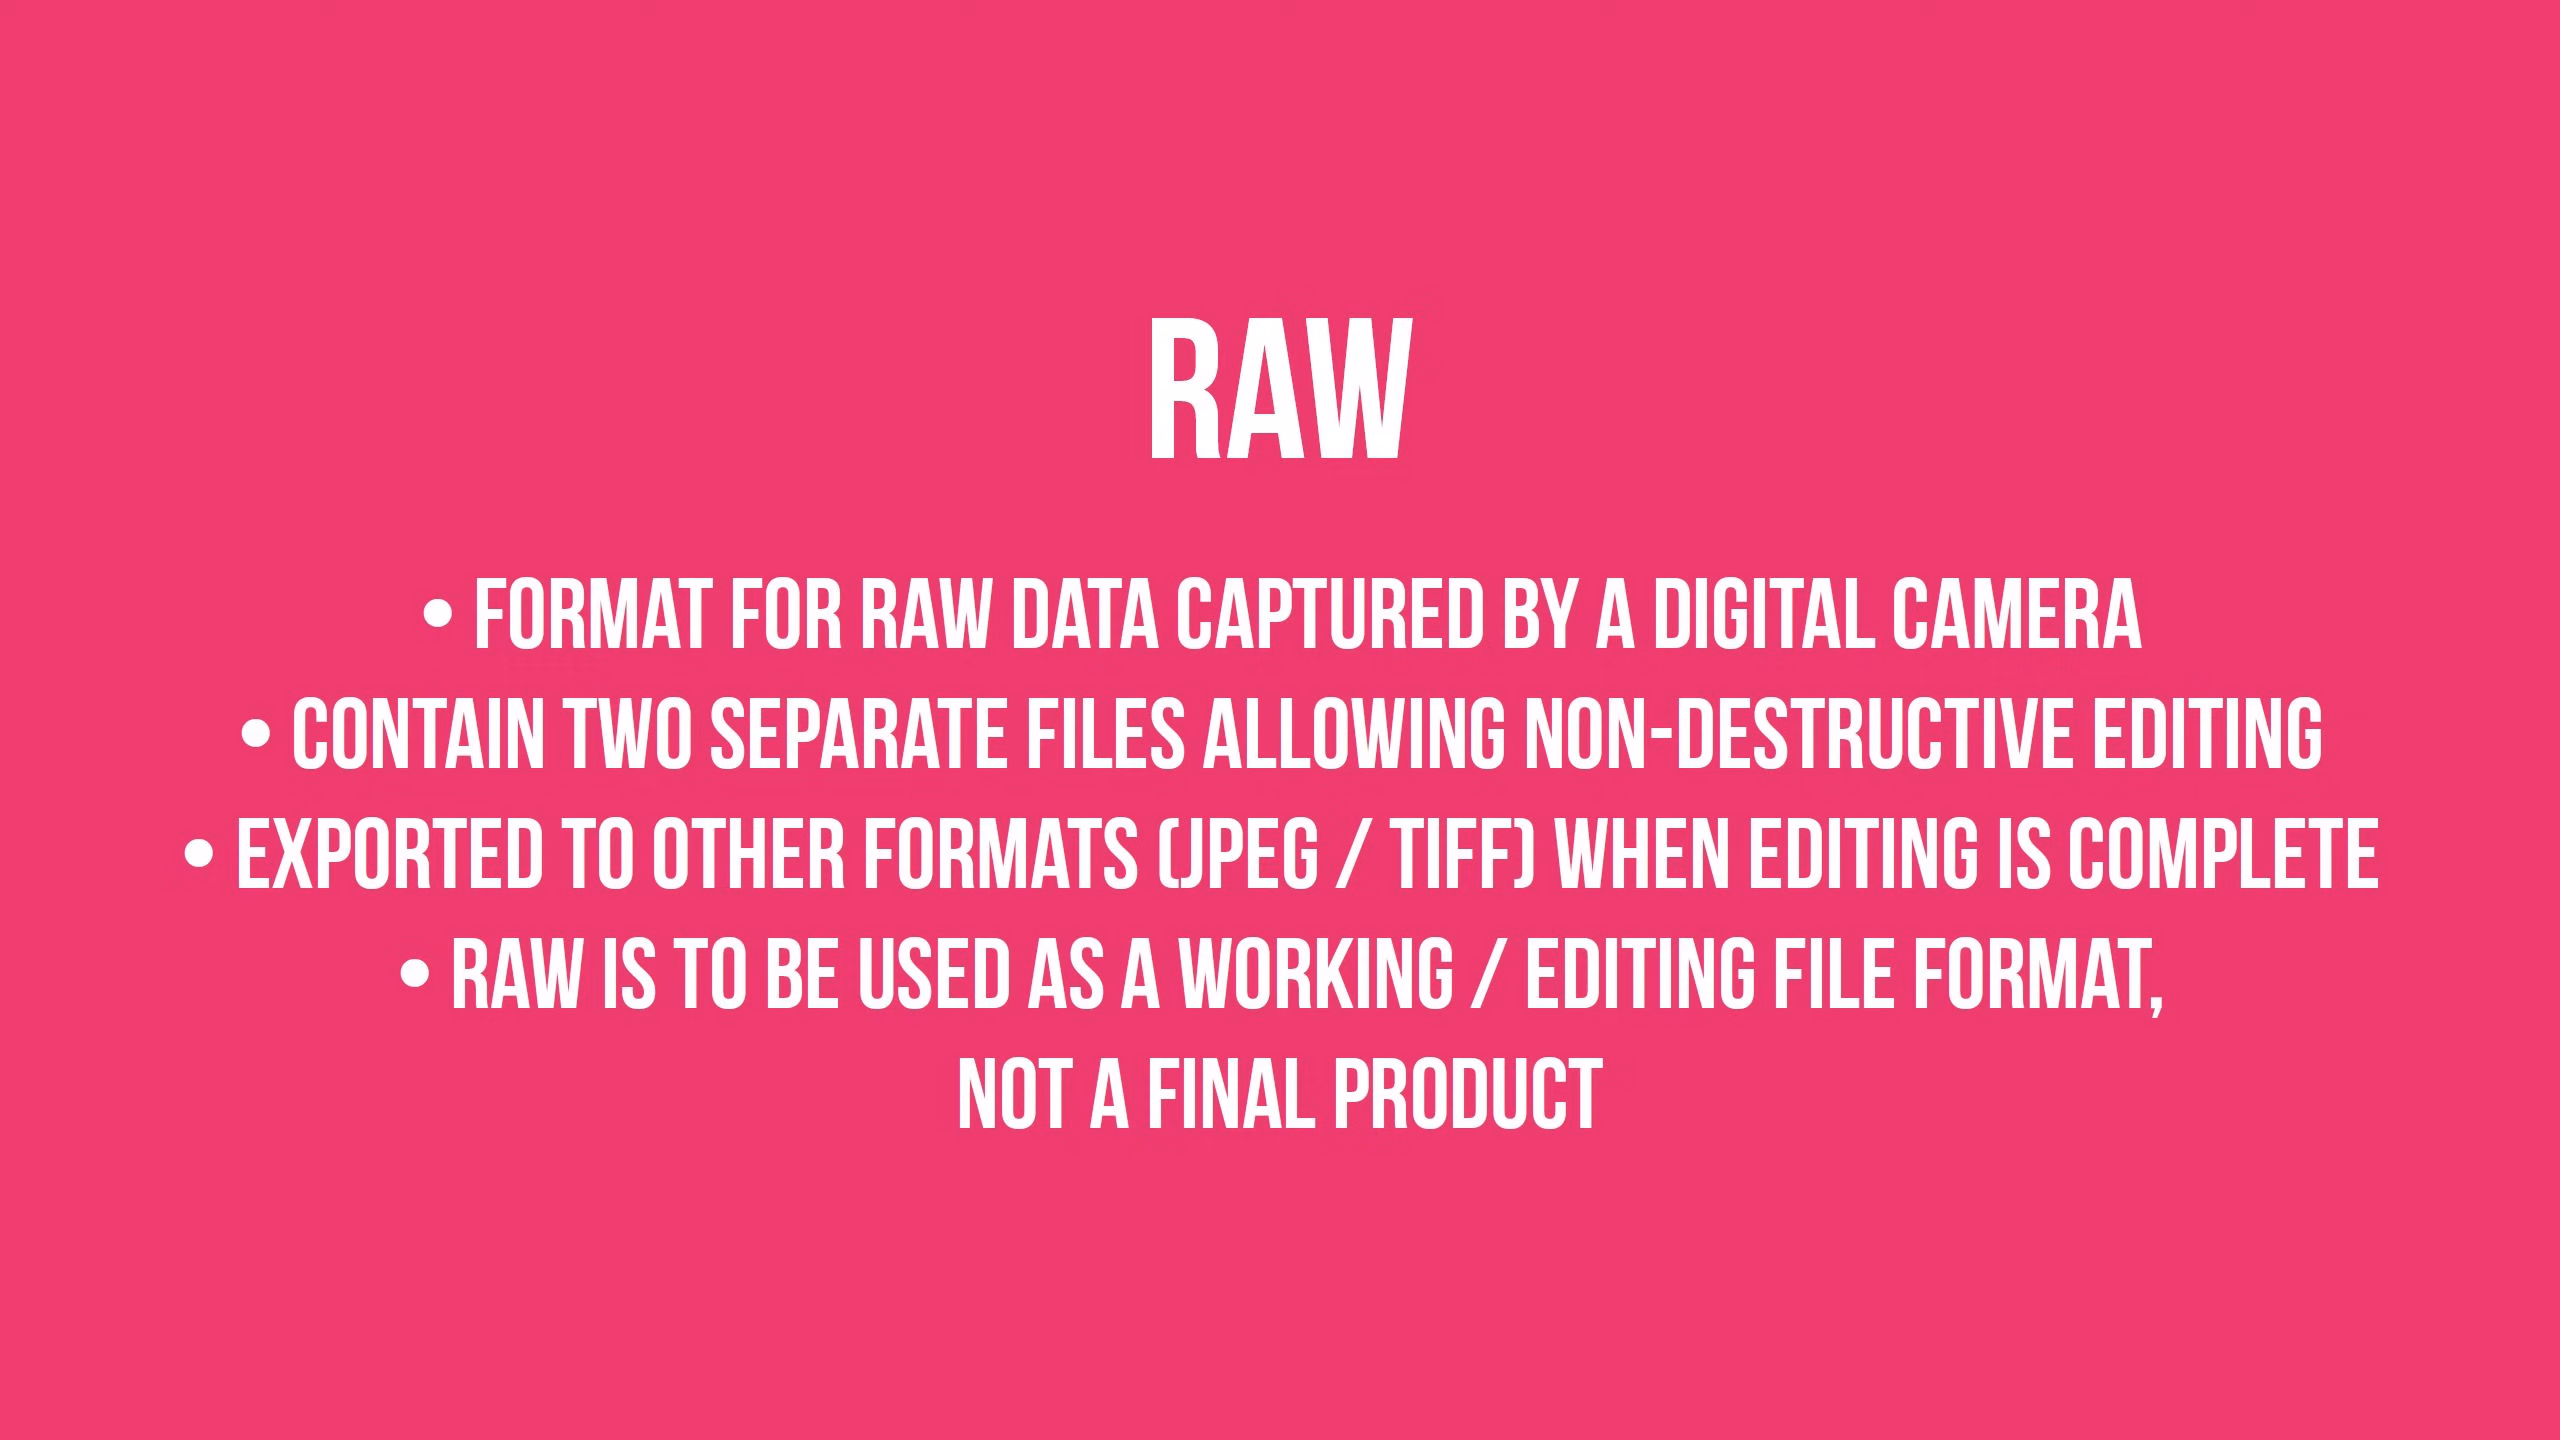 RAW
• FORMAT FOR RAW DATA CAPTURED BY A DIGITAL CAMERA
• CONTAIN TWO SEPARATE FILES ALLOWING NON-DESTRUCTIVE EDITING
• EXPORTED TO OTHER FORMATS (JPEG / TIFF) WHEN EDITING IS COMPLETE
• RAW IS TO BE USED AS A WORKING / EDITING FILE FORMAT,
NOT A FINAL PRODUCT